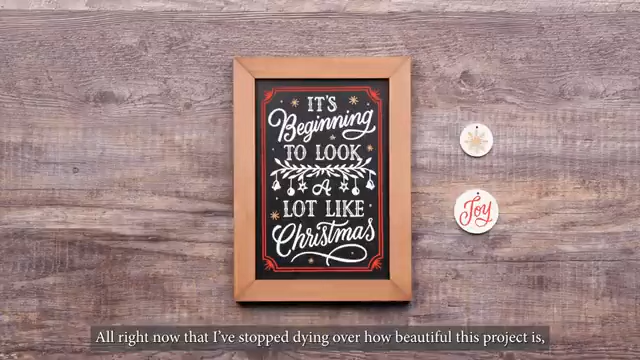 IT'S
Beginning
TO LOOK
A
LOT LIKE
Christmas
Joy
All right now that I've stopped dying over how beautiful this project is,